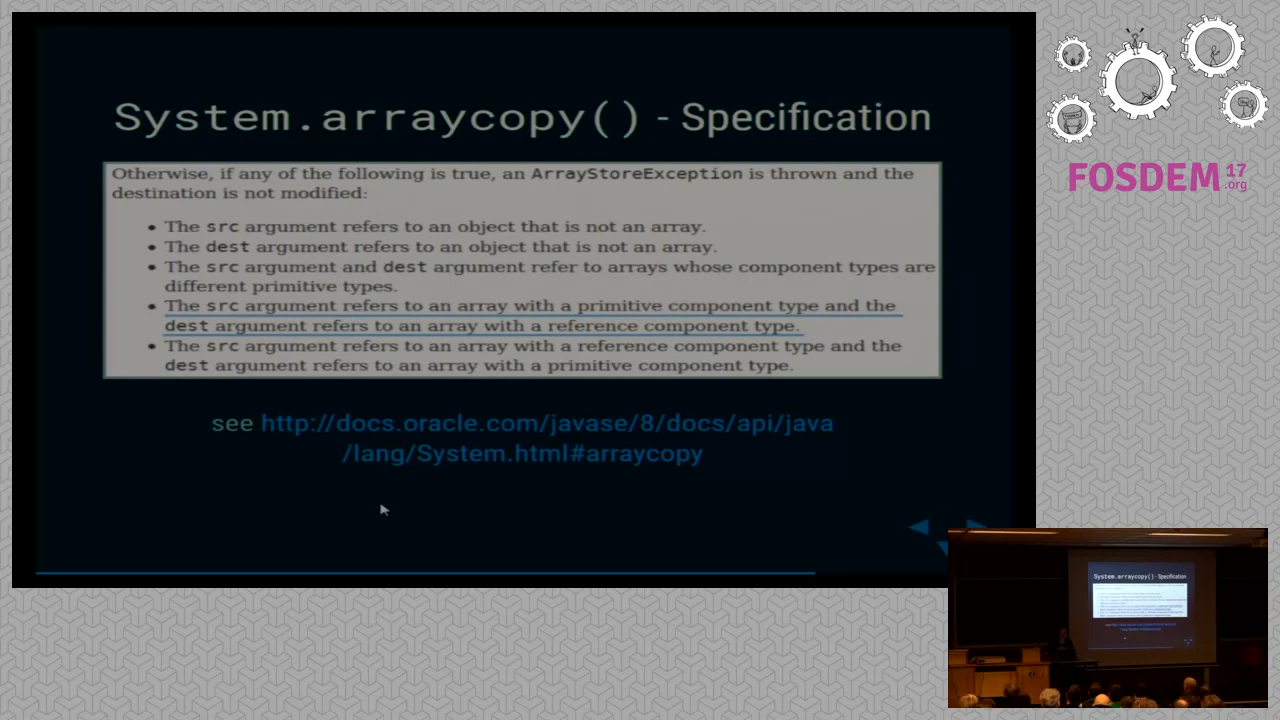 System.arraycopy() - Specification
Otherwise, if any of the following is true, an ArrayStoreException is thrown and the
destination is not modified:
• The src argument refers to an object that is not an array.
• The dest argument refers to an object that is not an array.
• The src argument and dest argument refer to arrays whose component types are
different primitive types.
• The src argument refers to an array with a primitive component type and the
dest argument refers to an array with a reference component type.
• The src argument refers to an array with a reference component type and the
dest argument refers to an array with a primitive component type.
see http://docs.oracle.com/javase/8/docs/api/java
/lang/System.html#arraycopy
FOSDEM 17
.org
System.arraycopy() - Specification